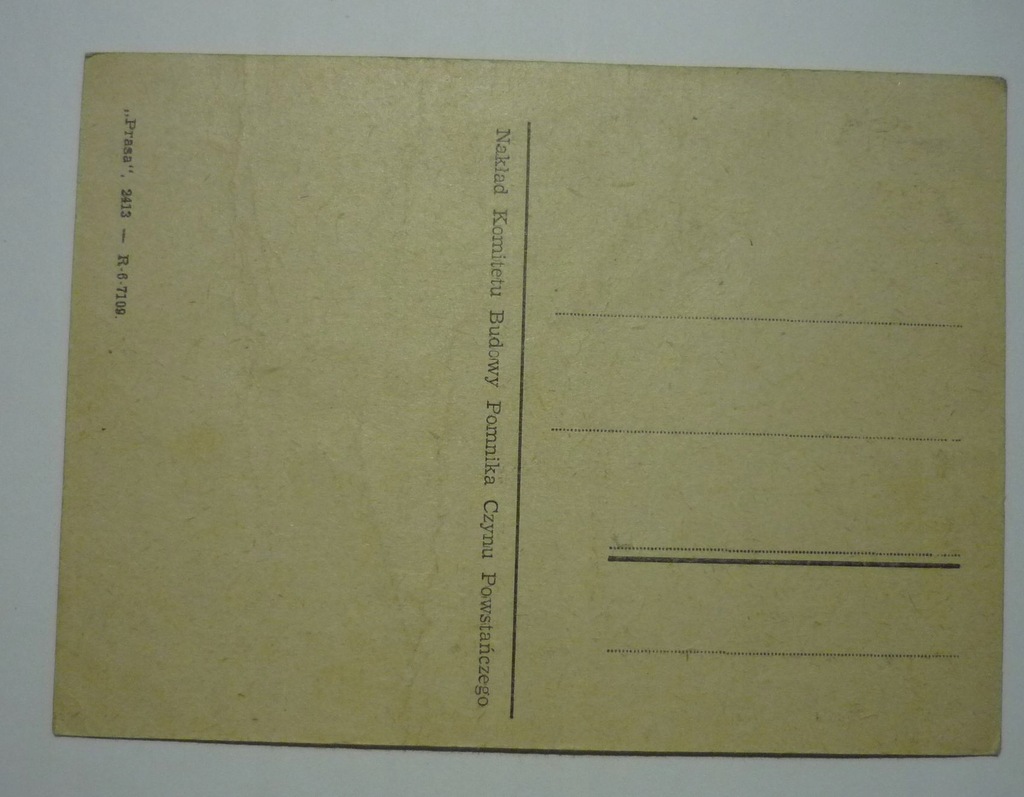 „Prasa“, 2413 — R-6-7109.
Nakład Komitetu Budowy Pomnika Czynu Powstańczego